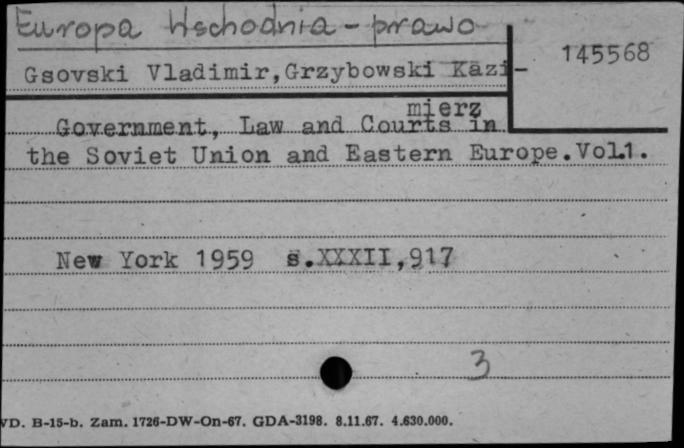 Europa Wschodnia - prawo
145568
Gsovski Vladimir,Grzybowski Kazi-
mierz
Government, Law and Courts in
the Soviet Union and Eastern Europe.Vol.1.
New York 1959 s.XXXII,917
3
VD. B-15-b. Zam. 1726-DW-On-67. GDA-3198. 8.11.67. 4.630.000.